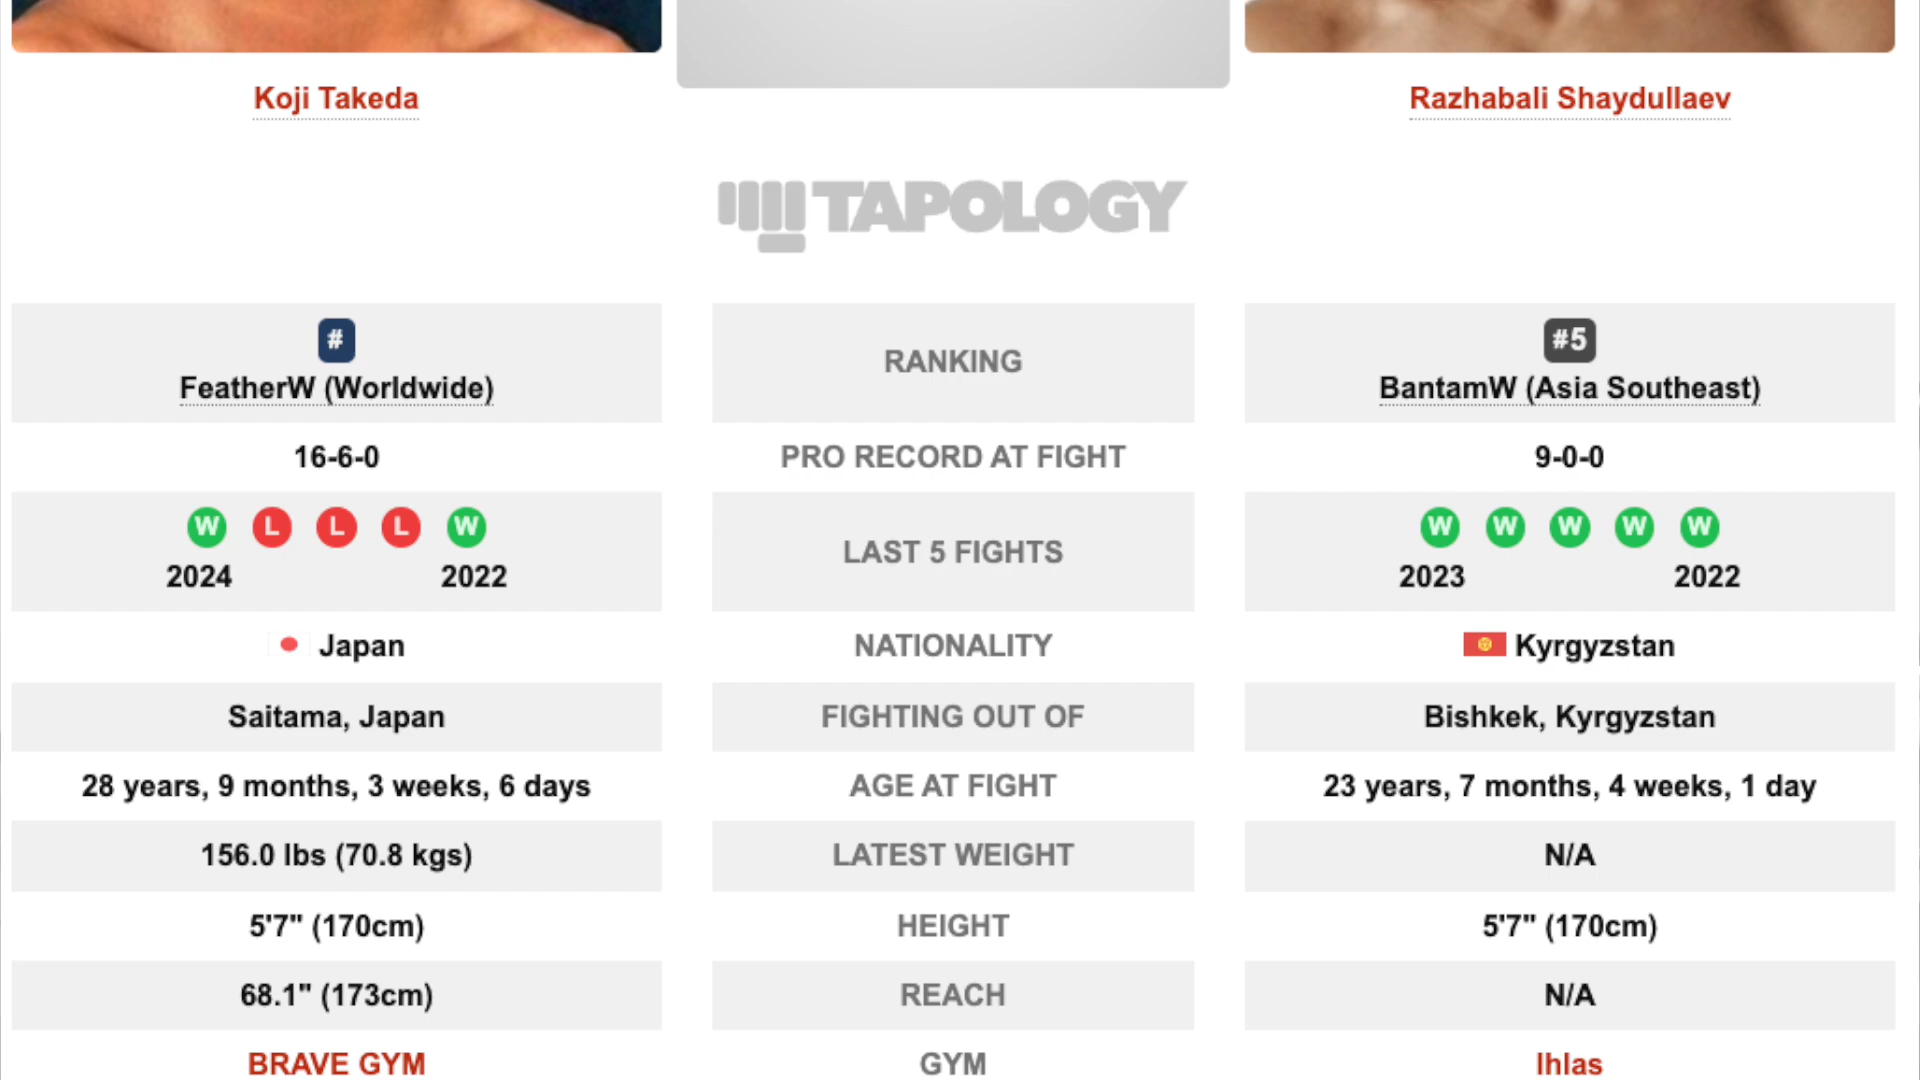 Koji Takeda
Razhabali Shaydullaev
TAPOLOGY
#
FeatherW (Worldwide)
RANKING
#5
BantamW (Asia Southeast)
16-6-0
PRO RECORD AT FIGHT
9-0-0
W L L L W
2024 2022
LAST 5 FIGHTS
W W W W W
2023 2022
Japan
NATIONALITY
Kyrgyzstan
Saitama, Japan
FIGHTING OUT OF
Bishkek, Kyrgyzstan
28 years, 9 months, 3 weeks, 6 days
AGE AT FIGHT
23 years, 7 months, 4 weeks, 1 day
156.0 lbs (70.8 kgs)
LATEST WEIGHT
N/A
5'7" (170cm)
HEIGHT
5'7" (170cm)
68.1" (173cm)
REACH
N/A
BRAVE GYM
GYM
Ihlas